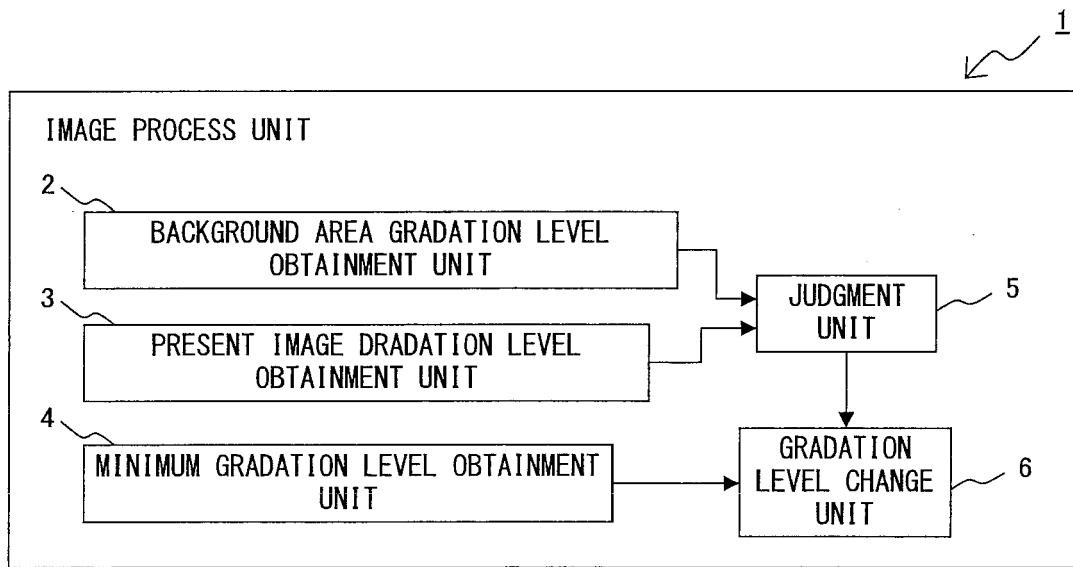 1
IMAGE PROCESS UNIT
2
BACKGROUND AREA GRADATION LEVEL
OBTAINMENT UNIT
3
PRESENT IMAGE DRADATION LEVEL
OBTAINMENT UNIT
4
MINIMUM GRADATION LEVEL OBTAINMENT
UNIT
JUDGMENT
UNIT
5
GRADATION
LEVEL CHANGE
UNIT
6